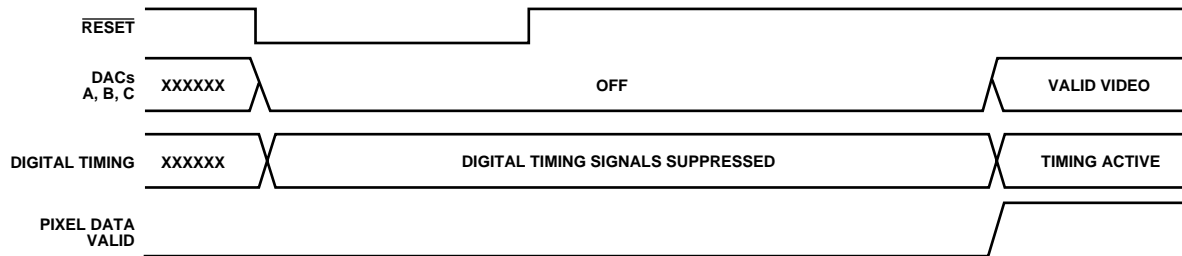 RESET
DACs
A, B, C
XXXXXX
OFF
VALID VIDEO
DIGITAL TIMING
XXXXXX
DIGITAL TIMING SIGNALS SUPPRESSED
TIMING ACTIVE
PIXEL DATA
VALID